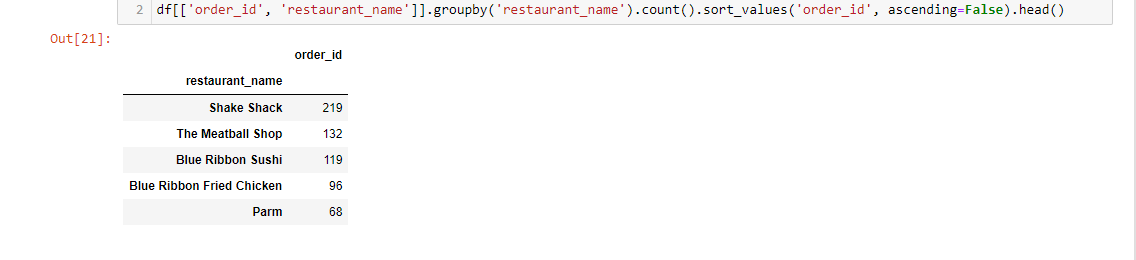 2 df[['order_id', 'restaurant_name']].groupby('restaurant_name').count().sort_values('order_id', ascending=False).head()
Out[21]:
order_id
restaurant_name
Shake Shack 219
The Meatball Shop 132
Blue Ribbon Sushi 119
Blue Ribbon Fried Chicken 96
Parm 68